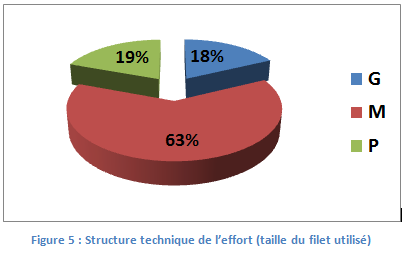 19%
18%
63%
G
M
P
Figure 5 : Structure technique de l’effort (taille du filet utilisé)